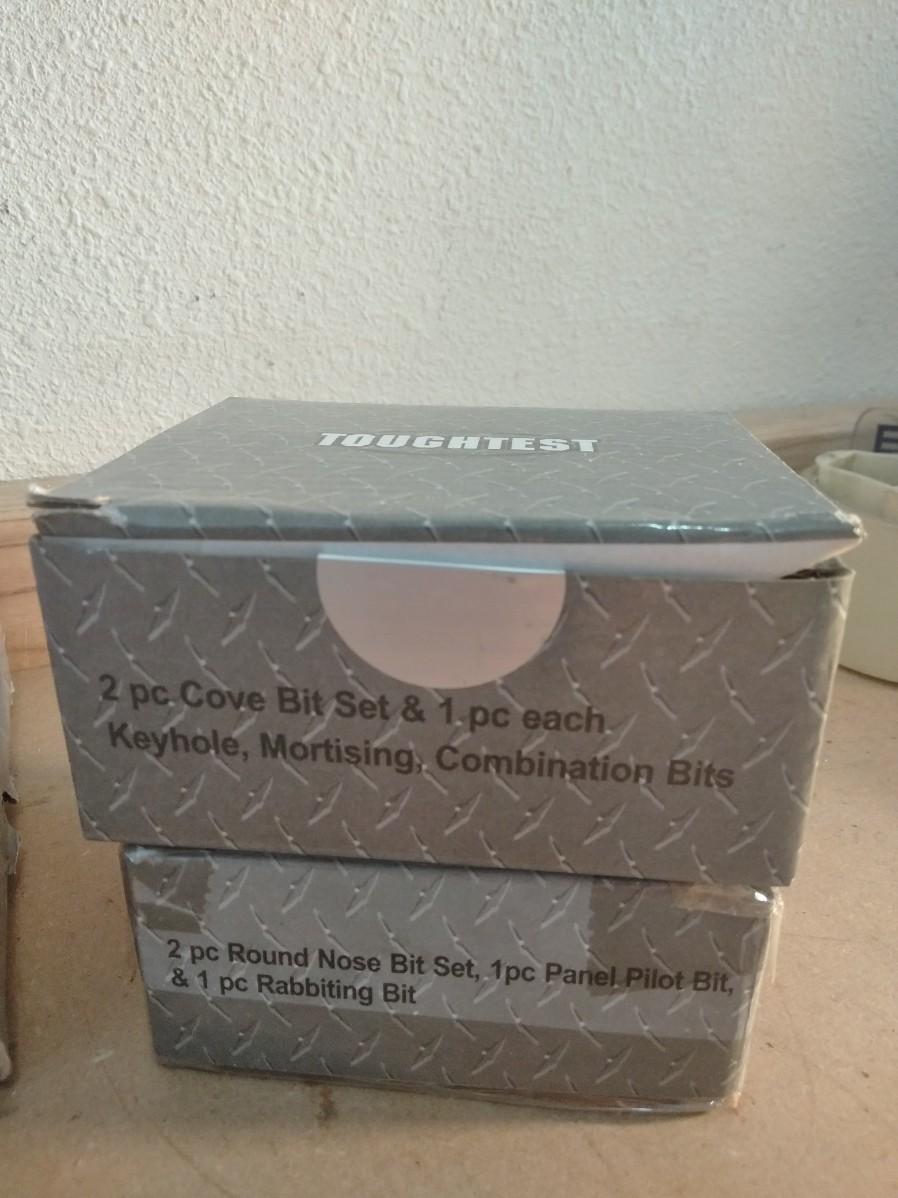 TOUGHTEST
2 pc Cove Bit Set & 1 pc each
Keyhole, Mortising, Combination Bits
2 pc Round Nose Bit Set, 1pc Panel Pilot Bit,
& 1 pc Rabbiting Bit